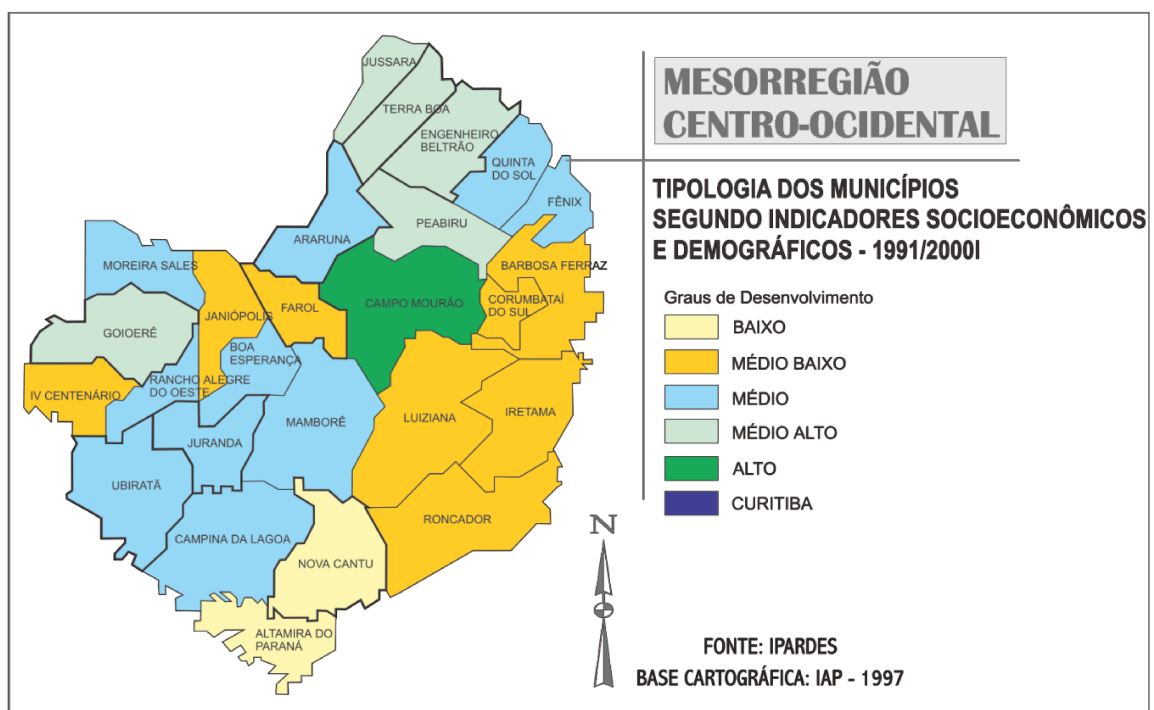 MESORREGIÃO
CENTRO-OCIDENTAL
TIPOLOGIA DOS MUNICÍPIOS
SEGUNDO INDICADORES SOCIOECONÔMICOS
E DEMOGRÁFICOS - 1991/2000I
Graus de Desenvolvimento
BAIXO
MÉDIO BAIXO
MÉDIO
MÉDIO ALTO
ALTO
CURITIBA
JUSSARA
TERRA BOA
ENGENHEIRO
BELTRÃO
QUINTA
DO SOL
FÊNIX
PEABIRU
ARARUNA
MOREIRA SALES
BARBOSA FERRAZ
CORUMBATAÍ
DO SUL
CAMPO MOURÃO
FAROL
JANIÓPOLIS
GOIOERÊ
BOA
ESPERANÇA
RANCHO ALEGRE
DO OESTE
IV CENTENÁRIO
MAMBORÊ
LUIZIANA
IRETAMA
JURANDA
UBIRATÃ
CAMPINA DA LAGOA
RONCADOR
NOVA CANTU
ALTAMIRA DO
PARANÁ
N
FONTE: IPARDES
BASE CARTOGRÁFICA: IAP - 1997